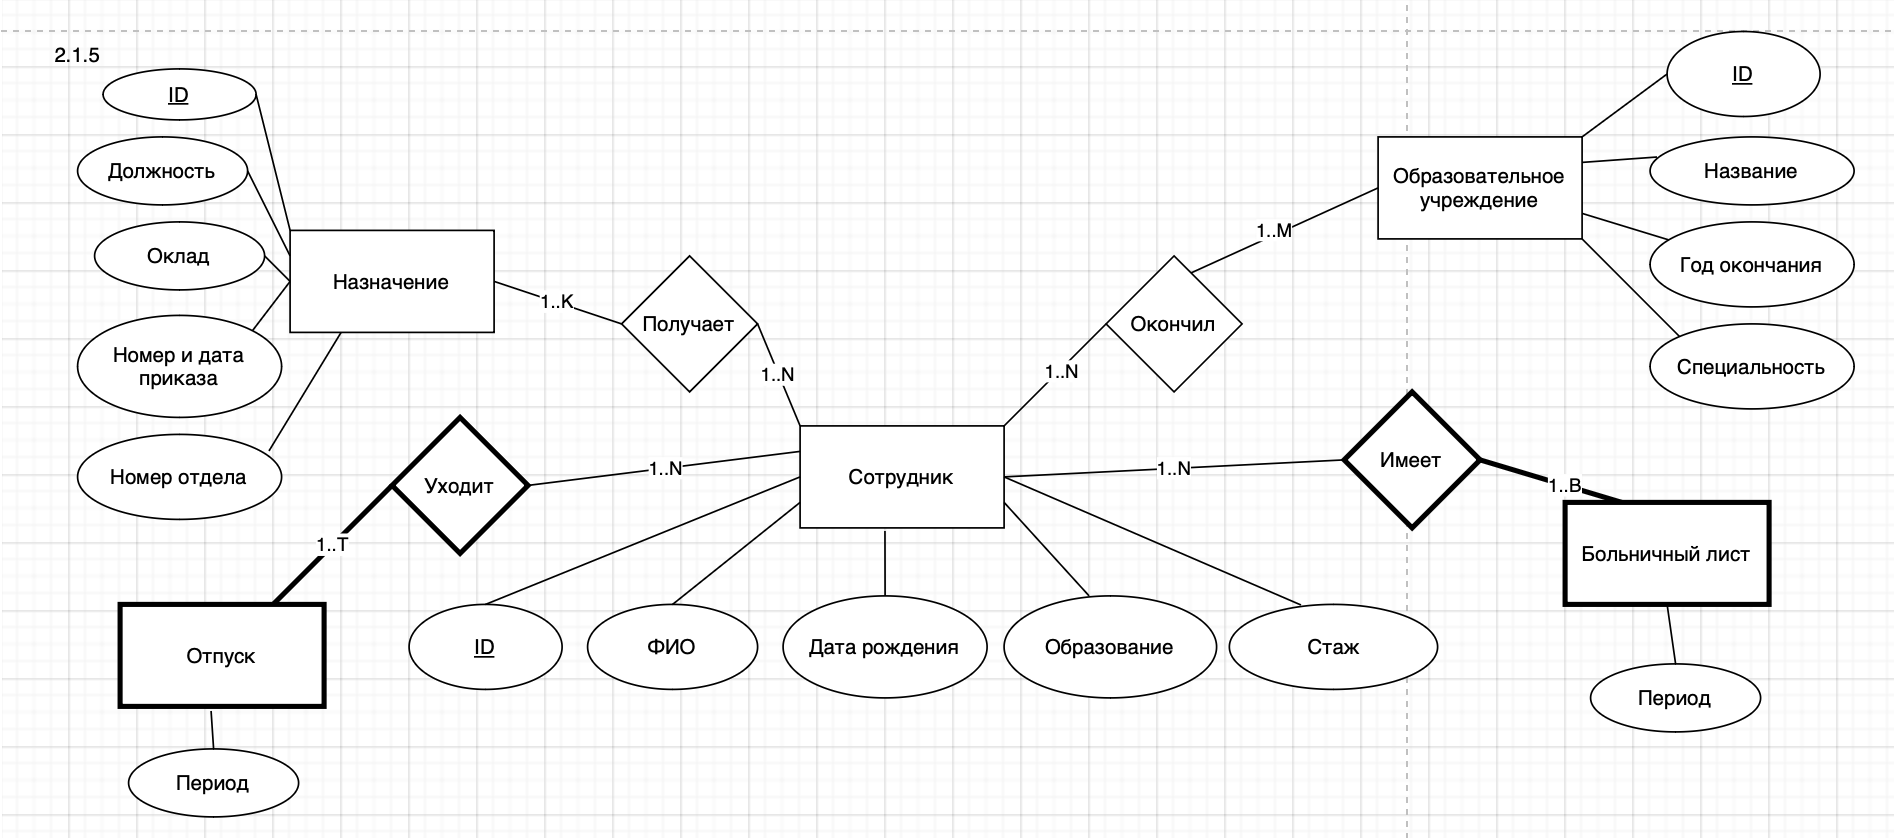 2.1.5
ID
Должность
Оклад
Номер и дата
приказа
Номер отдела
Назначение
1..K
Получает
1..N
Окончил
1..N
1..M
Образовательное
учреждение
ID
Название
Год окончания
Специальность
Уходит
1..N
1..T
Сотрудник
1..N
Имеет
1..B
Больничный лист
Период
Отпуск
Период
ID
ФИО
Дата рождения
Образование
Стаж